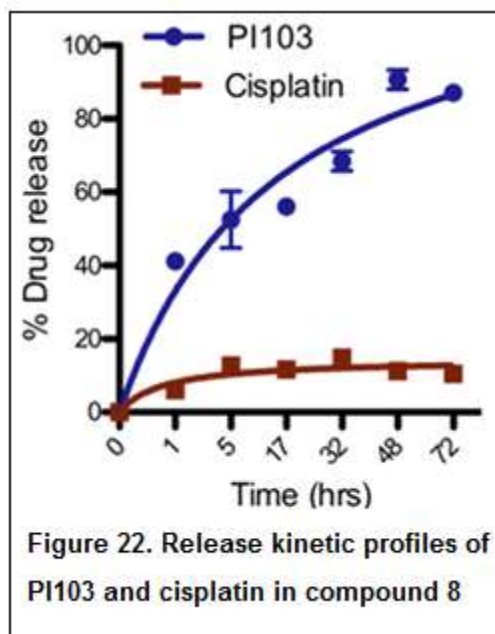 100
PI103
Cisplatin
80
60
40
20
0
% Drug release
0 1 5 17 32 48 72
Time (hrs)
Figure 22. Release kinetic profiles of
PI103 and cisplatin in compound 8